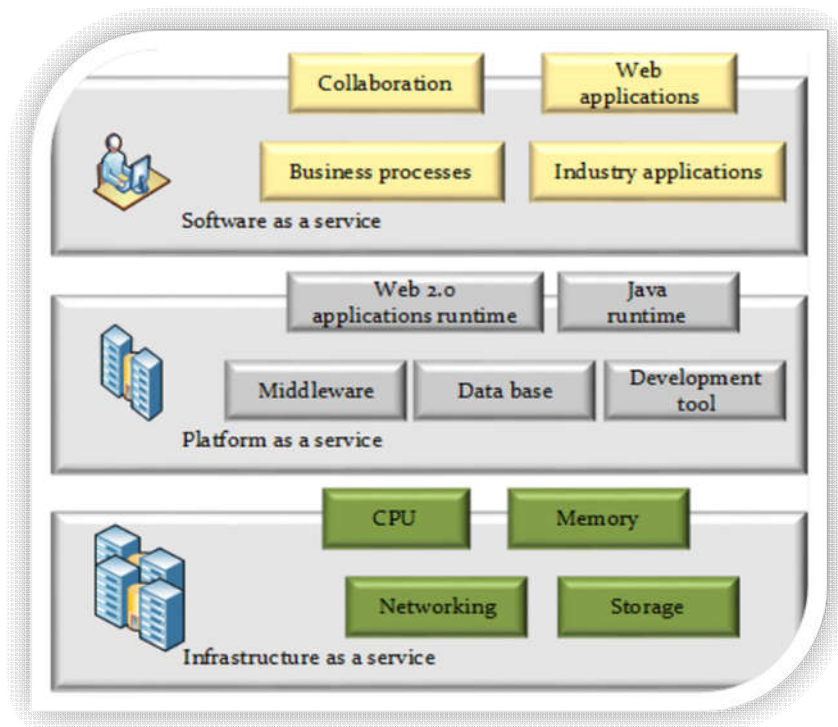 Collaboration
Web
applications
Business processes
Industry applications
Software as a service
Web 2.0
applications runtime
Java
runtime
Middleware
Data base
Development
tool
Platform as a service
CPU
Memory
Networking
Storage
Infrastructure as a service